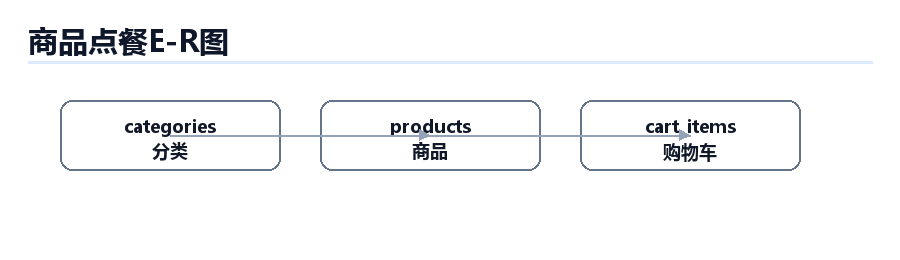 商品点餐E-R图
categories
分类
products
商品
cart_items
购物车